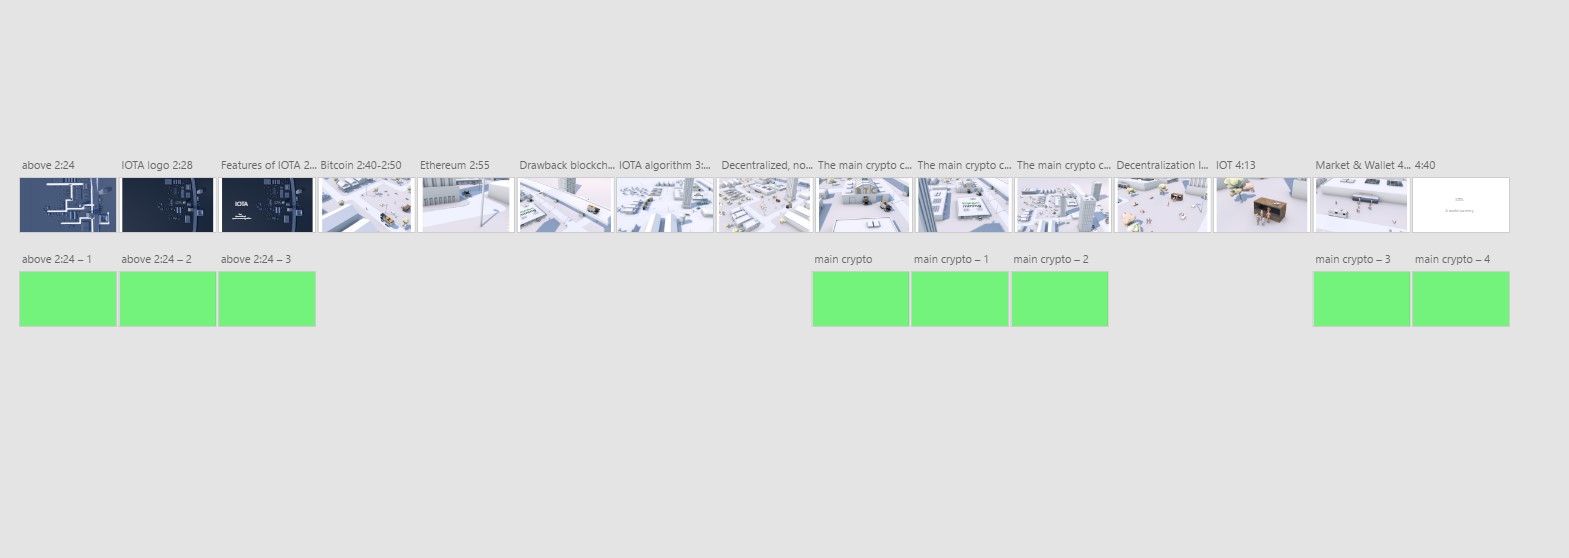 above 2:24
IOTA logo 2:28
Features of IOTA 2...
Bitcoin 2:40-2:50
Ethereum 2:55
Drawback blockch...
IOTA algorithm 3:...
Decentralized, no...
The main crypto c...
The main crypto c...
The main crypto c...
Decentralization I...
IOT 4:13
Market & Wallet 4...
4:40
IOTA
above 2:24 – 1
above 2:24 – 2
above 2:24 – 3
main crypto
main crypto – 1
main crypto – 2
main crypto – 3
main crypto – 4